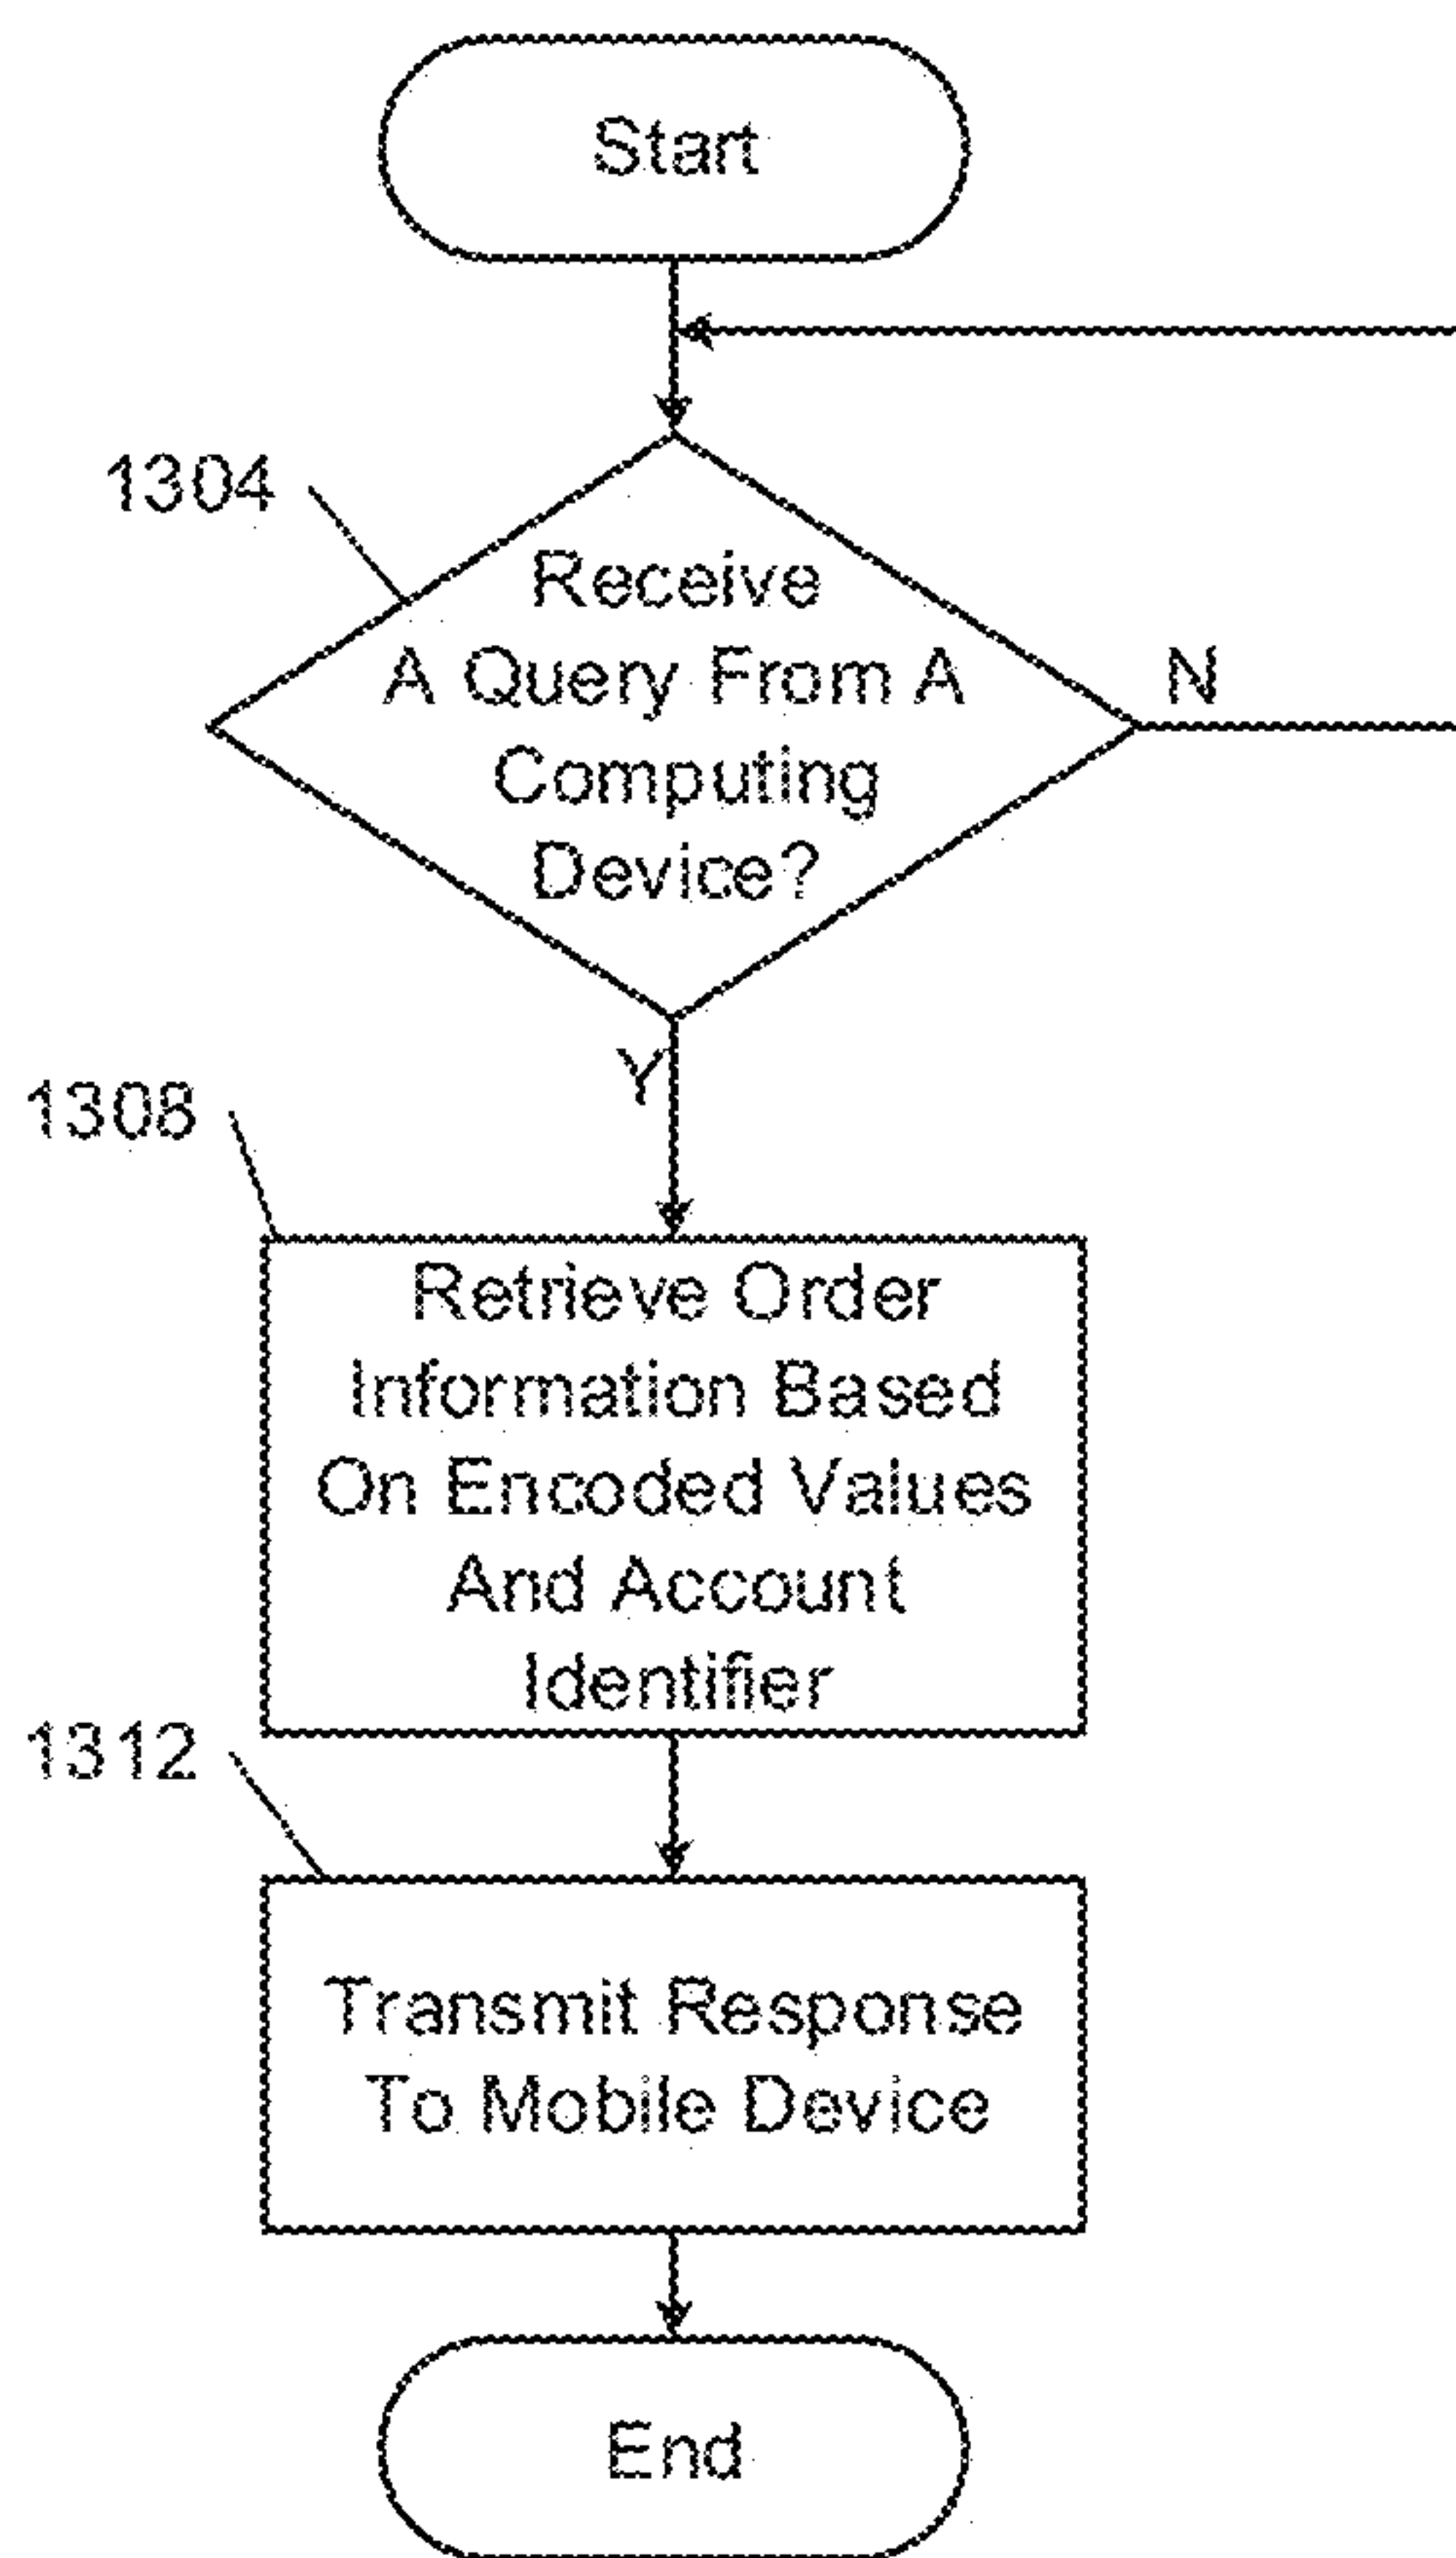 Start
1304
Receive
A Query From A
Computing
Device?
N
Y
1308
Retrieve Order
Information Based
On Encoded Values
And Account
Identifier
1312
Transmit Response
To Mobile Device
End